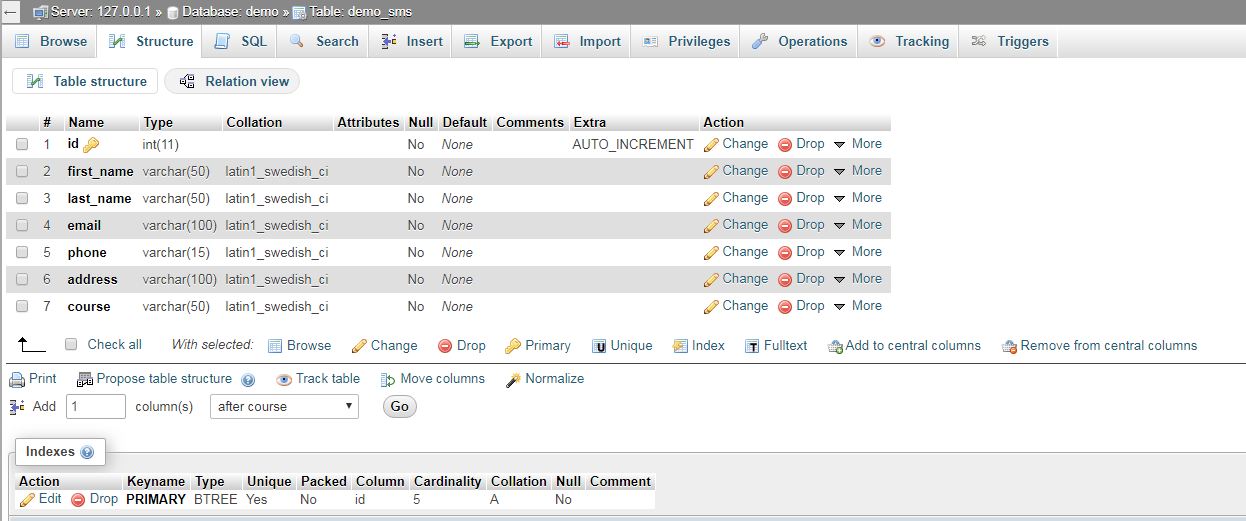 Server: 127.0.0.1 » Database: demo » Table: demo_sms
Browse Structure SQL Search Insert Export Import Privileges Operations Tracking Triggers
Table structure Relation view
# Name Type Collation Attributes Null Default Comments Extra Action
1 id int(11) No None AUTO_INCREMENT Change Drop More
2 first_name varchar(50) latin1_swedish_ci No None Change Drop More
3 last_name varchar(50) latin1_swedish_ci No None Change Drop More
4 email varchar(100) latin1_swedish_ci No None Change Drop More
5 phone varchar(15) latin1_swedish_ci No None Change Drop More
6 address varchar(100) latin1_swedish_ci No None Change Drop More
7 course varchar(50) latin1_swedish_ci No None Change Drop More
Check all With selected: Browse Change Drop Primary Unique Index Fulltext Add to central columns Remove from central columns
Print Propose table structure Track table Move columns Normalize
Add 1 column(s) after course Go
Indexes
Action Keyname Type Unique Packed Column Cardinality Collation Null Comment
Edit Drop PRIMARY BTREE Yes No id 5 A No